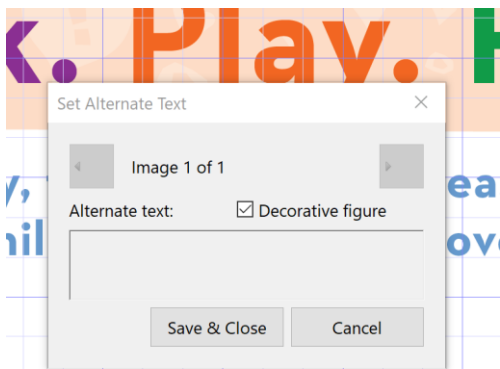 k. Play.
Set Alternate Text
Image 1 of 1
Alternate text: Decorative figure
Save & Close Cancel